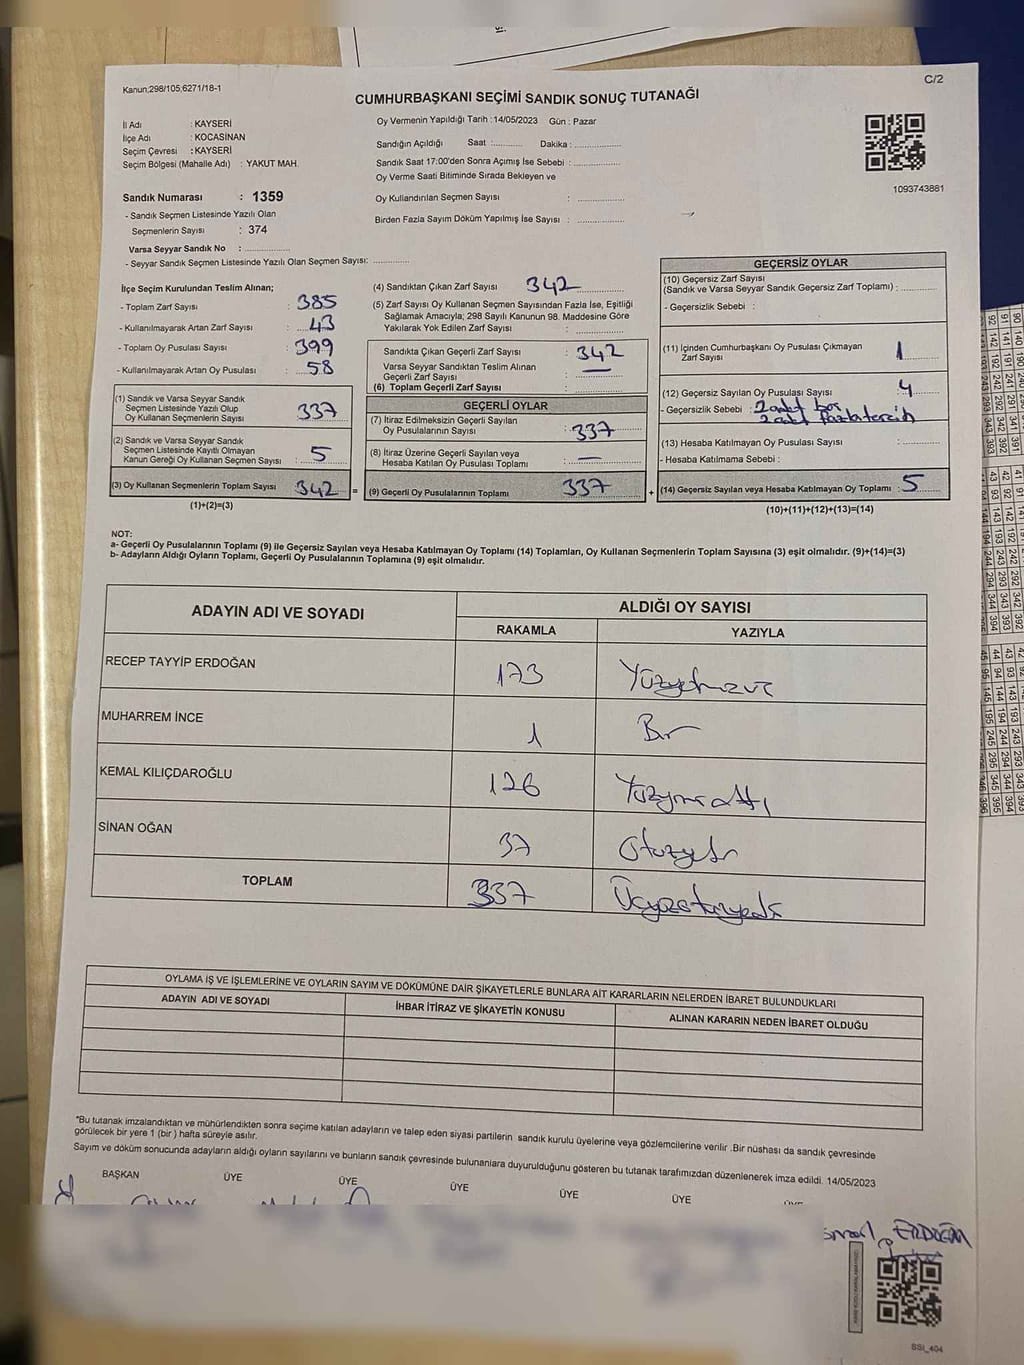 Kanun;298/105;6271/18-1
C/2
CUMHURBAŞKANI SEÇİMİ SANDIK SONUÇ TUTANAĞI
İl Adı : KAYSERİ
İlçe Adı : KOCASİNAN
Seçim Çevresi : KAYSERİ
Seçim Bölgesi (Mahalle Adı) : YAKUT MAH.
Sandık Numarası : 1359
- Sandık Seçmen Listesinde Yazılı Olan
Seçmenlerin Sayısı : 374
Varsa Seyyar Sandık No : ..............
- Seyyar Sandık Seçmen Listesinde Yazılı Olan Seçmen Sayısı: ............
Oy Vermenin Yapıldığı Tarih : 14/05/2023 Gün : Pazar
Sandığın Açıldığı Saat :.......... Dakika :................
Sandık Saat 17:00'den Sonra Açımış İse Sebebi :................
Oy Verme Saati Bitiminde Sırada Bekleyen ve
Oy Kullandırılan Seçmen Sayısı : ...............
Birden Fazla Sayım Döküm Yapılmış İse Sayısı : ...............
1093743881
İlçe Seçim Kurulundan Teslim Alınan;
- Toplam Zarf Sayısı : 385
- Kullanılmayarak Artan Zarf Sayısı : 43
- Toplam Oy Pusulası Sayısı : 399
- Kullanılmayarak Artan Oy Pusulası : 58
(1) Sandık ve Varsa Seyyar Sandık
Seçmen Listesinde Yazılı Olup
Oy Kullanan Seçmenlerin Sayısı : 337
(2) Sandık ve Varsa Seyyar Sandık
Seçmen Listesinde Kayıtlı Olmayan
Kanun Gereği Oy Kullanan Seçmen Sayısı : 5
(3) Oy Kullanan Seçmenlerin Toplam Sayısı 342 =
(1)+(2)=(3)
(4) Sandıktan Çıkan Zarf Sayısı : 342
(5) Zarf Sayısı Oy Kullanan Seçmen Sayısından Fazla İse, Eşitliği
Sağlamak Amacıyla; 298 Sayılı Kanunun 98. Maddesine Göre
Yakılarak Yok Edilen Zarf Sayısı :
Sandıkta Çıkan Geçerli Zarf Sayısı : 342
Varsa Seyyar Sandıktan Teslim Alınan
Geçerli Zarf Sayısı : —
(6) Toplam Geçerli Zarf Sayısı :
GEÇERLİ OYLAR
(7) İtiraz Edilmeksizin Geçerli Sayılan
Oy Pusulalarının Sayısı : 337
(8) İtiraz Üzerine Geçerli Sayılan veya
Hesaba Katılan Oy Pusulası Toplamı : —
(9) Geçerli Oy Pusulalarının Toplamı 337 +
GEÇERSİZ OYLAR
(10) Geçersiz Zarf Sayısı
(Sandık ve Varsa Seyyar Sandık Geçersiz Zarf Toplamı) : ............
- Geçersizlik Sebebi :
(11) İçinden Cumhurbaşkanı Oy Pusulası Çıkmayan
Zarf Sayısı 1
(12) Geçersiz Sayılan Oy Pusulası Sayısı : 4
- Geçersizlik Sebebi : 2 adet boş
2 adet fazla tercih
(13) Hesaba Katılmayan Oy Pusulası Sayısı :
- Hesaba Katılmama Sebebi :
(14) Geçersiz Sayılan veya Hesaba Katılmayan Oy Toplamı : 5
(10)+(11)+(12)+(13)=(14)
NOT:
a- Geçerli Oy Pusulalarının Toplamı (9) ile Geçersiz Sayılan veya Hesaba Katılmayan Oy Toplamı (14) Toplamları, Oy Kullanan Seçmenlerin Toplam Sayısına (3) eşit olmalıdır. (9)+(14)=(3)
b- Adayların Aldığı Oyların Toplamı, Geçerli Oy Pusulalarının Toplamına (9) eşit olmalıdır.
ADAYIN ADI VE SOYADI ALDIĞI OY SAYISI
RAKAMLA YAZIYLA
RECEP TAYYİP ERDOĞAN 173 Yüzyetmişüç
MUHARREM İNCE 1 Bir
KEMAL KILIÇDAROĞLU 126 Yüzyirmi altı
SİNAN OĞAN 37 Otuzyedi
TOPLAM 337 Üçyüzotuzyedi
OYLAMA İŞ VE İŞLEMLERİNE VE OYLARIN SAYIM VE DÖKÜMÜNE DAİR ŞİKAYETLERLE BUNLARA AİT KARARLARIN NELERDEN İBARET BULUNDUKLARI
ADAYIN ADI VE SOYADI İHBAR İTİRAZ VE ŞİKAYETİN KONUSU ALINAN KARARIN NEDEN İBARET OLDUĞU
*Bu tutanak imzalandıktan ve mühürlendikten sonra seçime katılan adayların ve talep eden siyasi partilerin sandık kurulu üyelerine veya gözlemcilerine verilir .Bir nüshası da sandık çevresinde
görülecek bir yere 1 (bir ) hafta süreyle asılır.
Sayım ve döküm sonucunda adayların aldığı oyların sayılarını ve bunların sandık çevresinde bulunanlara duyurulduğunu gösteren bu tutanak tarafımızdan düzenlenerek imza edildi. 14/05/2023
BAŞKAN ÜYE ÜYE ÜYE ÜYE ÜYE ÜYE
ERDOĞAN
SSİ_404